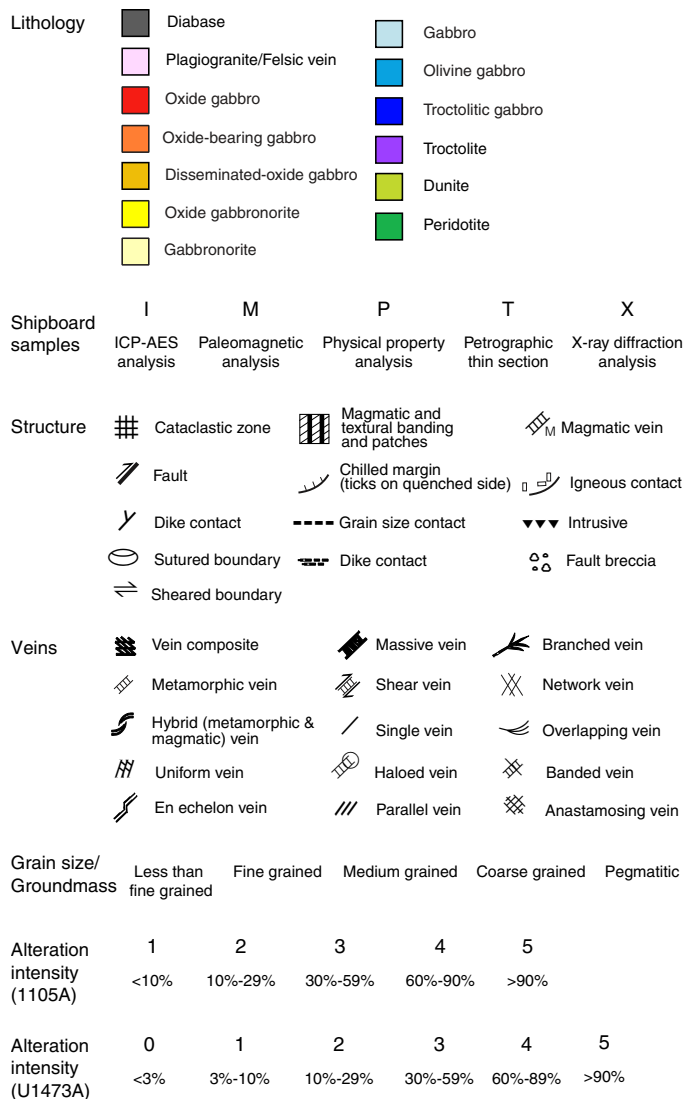 Lithology
Diabase
Plagiogranite/Felsic vein
Oxide gabbro
Oxide-bearing gabbro
Disseminated-oxide gabbro
Oxide gabbronorite
Gabbronorite
Gabbro
Olivine gabbro
Troctolitic gabbro
Troctolite
Dunite
Peridotite
Shipboard
samples
I M P T X
ICP-AES
analysis
Paleomagnetic
analysis
Physical property
analysis
Petrographic
thin section
X-ray diffraction
analysis
Structure
Cataclastic zone
Magmatic and
textural banding
and patches
M Magmatic vein
Fault
Chilled margin
(ticks on quenched side)
Igneous contact
Dike contact
Grain size contact
Intrusive
Sutured boundary
Dike contact
Fault breccia
Sheared boundary
Veins
Vein composite
Massive vein
Branched vein
Metamorphic vein
Shear vein
Network vein
Hybrid (metamorphic &
magmatic) vein
Single vein
Overlapping vein
Uniform vein
Haloed vein
Banded vein
En echelon vein
Parallel vein
Anastamosing vein
Grain size/
Groundmass
Less than
fine grained
Fine grained
Medium grained
Coarse grained
Pegmatitic
Alteration
intensity
(1105A)
1 2 3 4 5
<10% 10%-29% 30%-59% 60%-90% >90%
Alteration
intensity
(U1473A)
0 1 2 3 4 5
<3% 3%-10% 10%-29% 30%-59% 60%-89% >90%